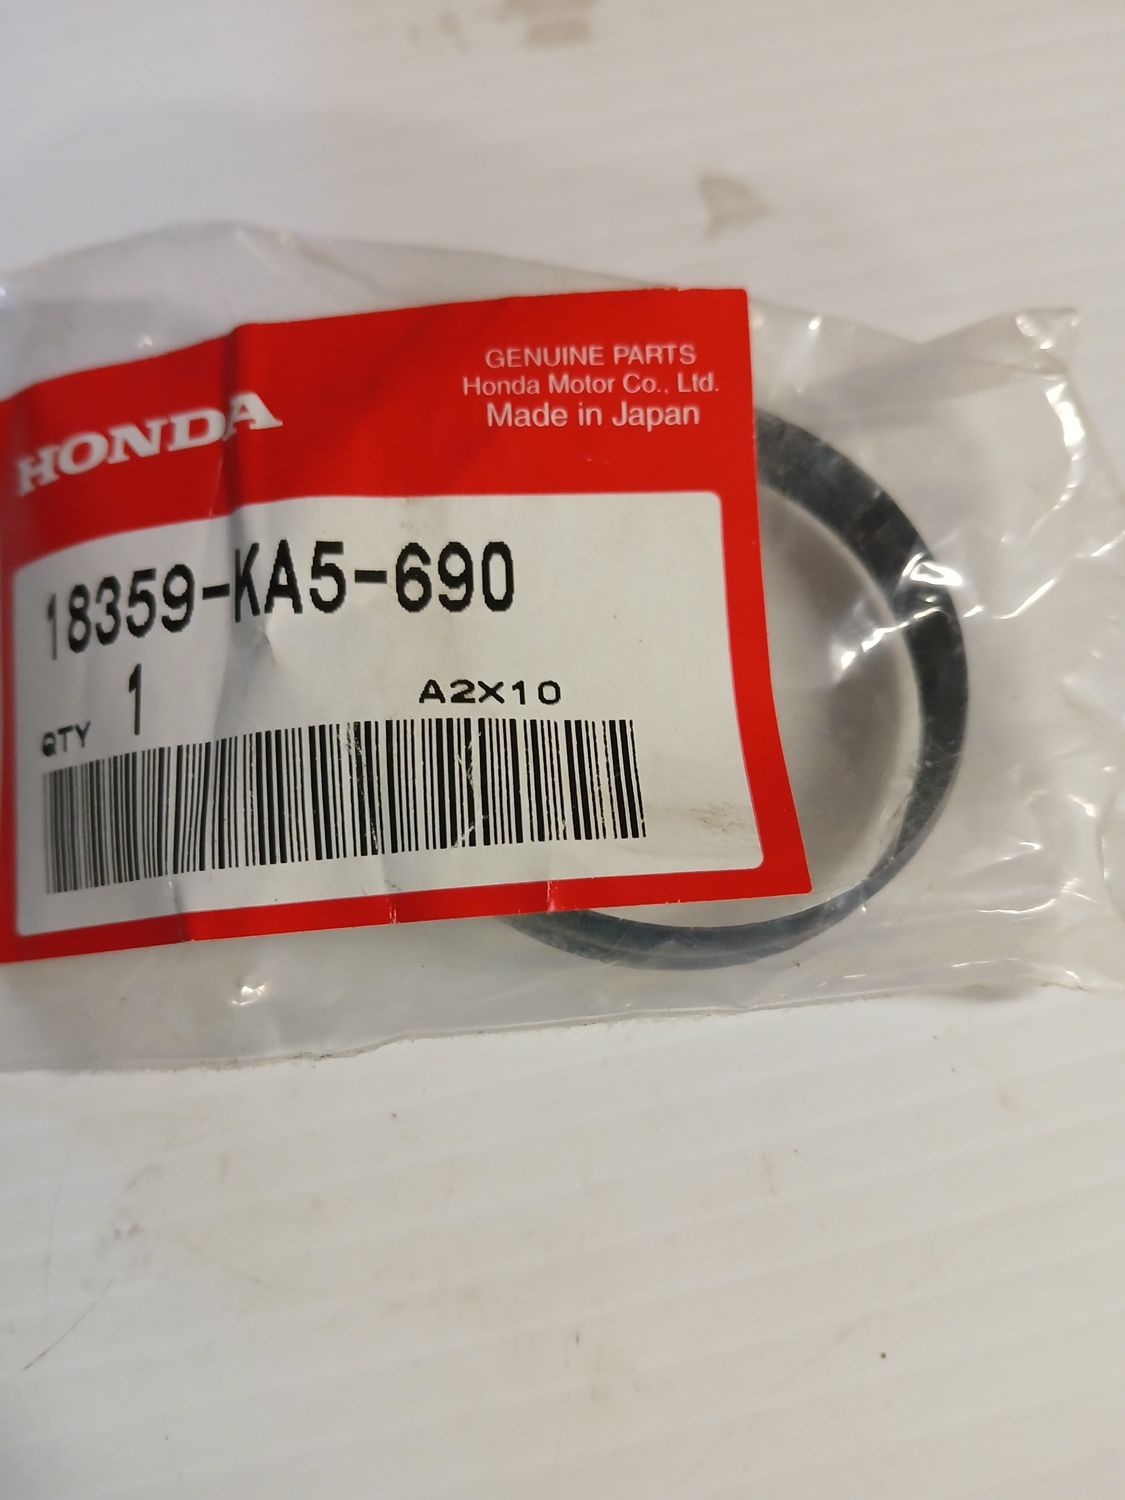 HONDA
GENUINE PARTS
Honda Motor Co., Ltd.
Made in Japan
18359-KA5-690
QTY 1
A2X10